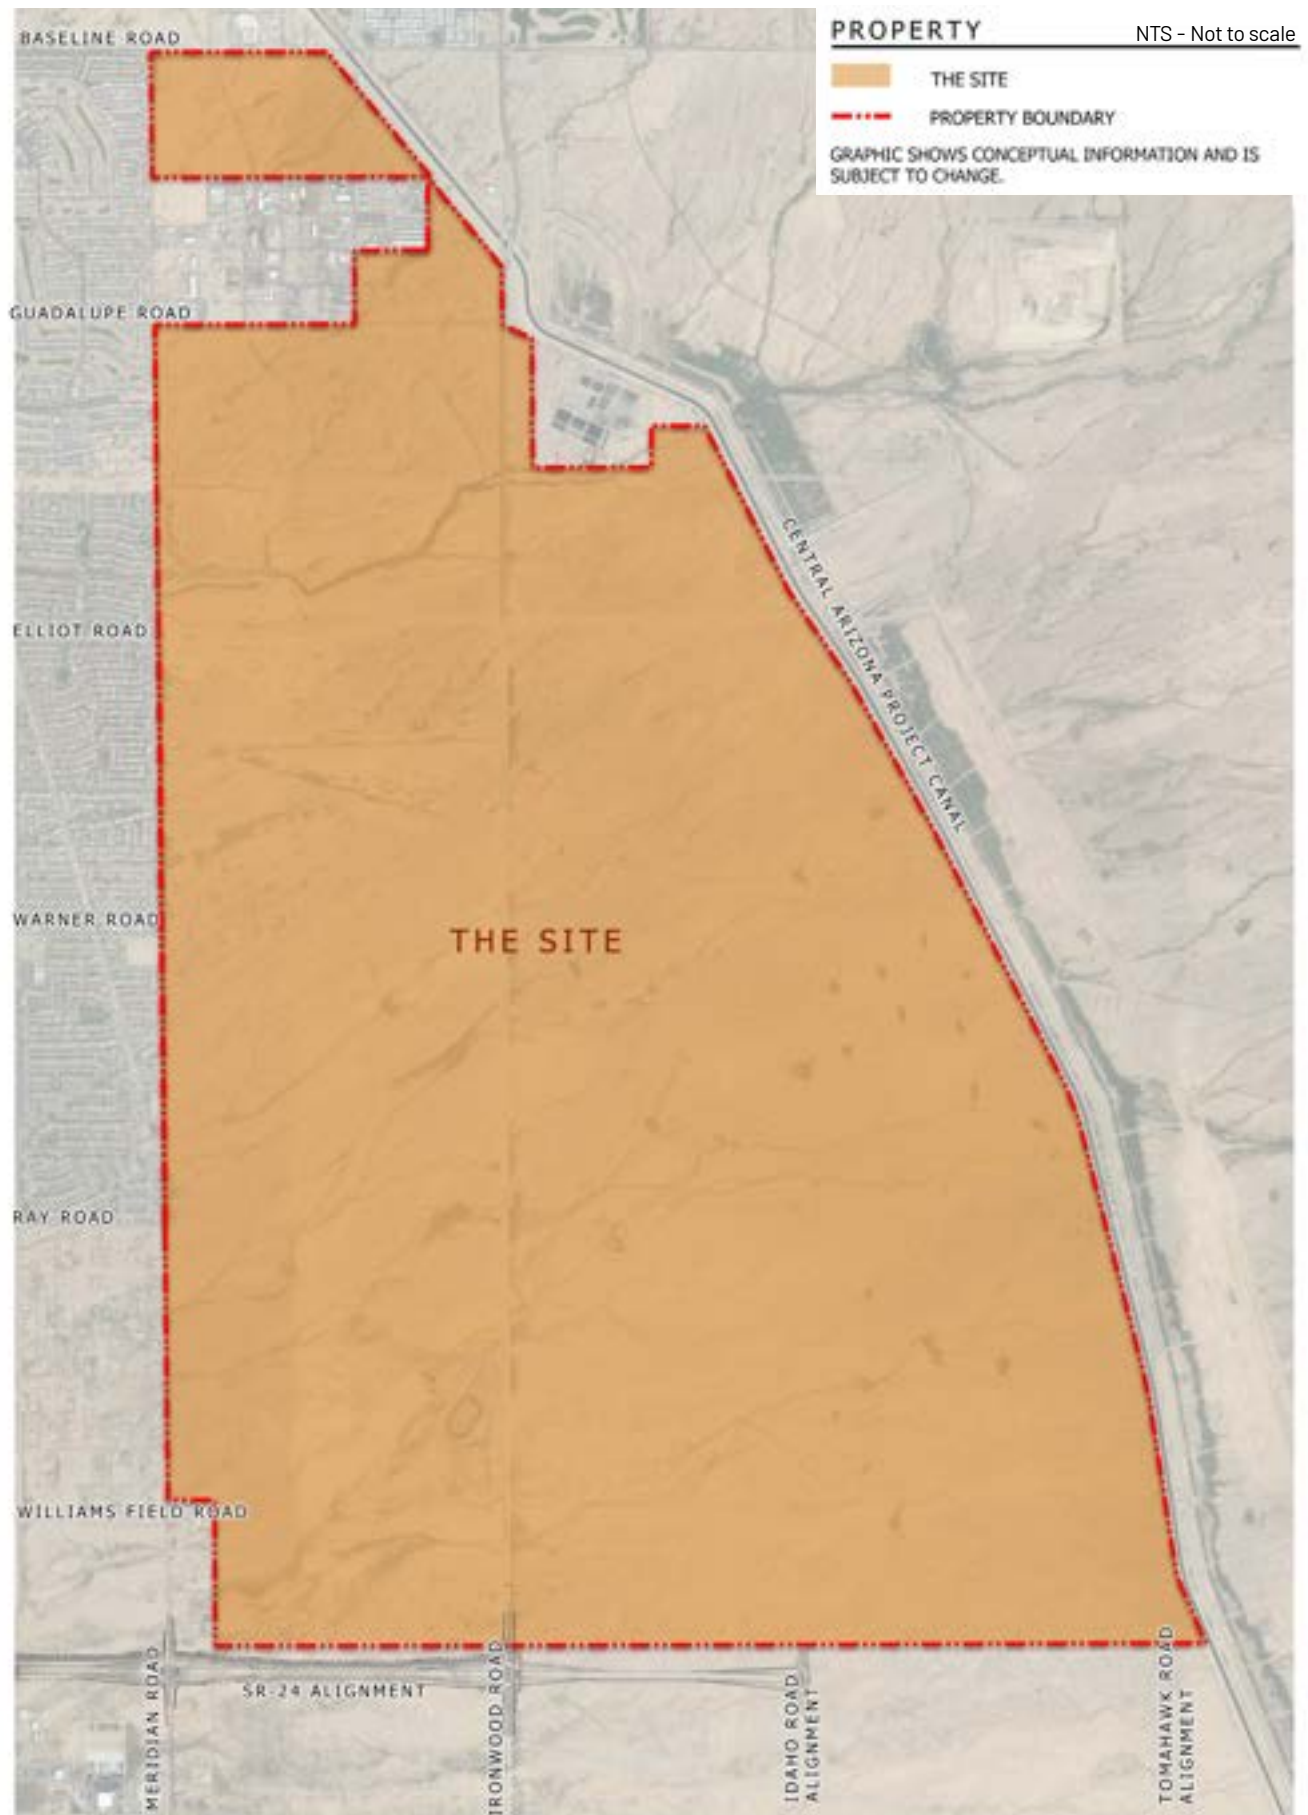 BASELINE ROAD
PROPERTY
NTS - Not to scale
THE SITE
PROPERTY BOUNDARY
GRAPHIC SHOWS CONCEPTUAL INFORMATION AND IS
SUBJECT TO CHANGE.
GUADALUPE ROAD
CENTRAL ARIZONA PROJECT CANAL
ELLIOT ROAD
WARNER ROAD
THE SITE
RAY ROAD
WILLIAMS FIELD ROAD
MERIDIAN ROAD
SR-24 ALIGNMENT
IRONWOOD ROAD
IDAHO ROAD
ALIGNMENT
TOMAHAWK ROAD
ALIGNMENT